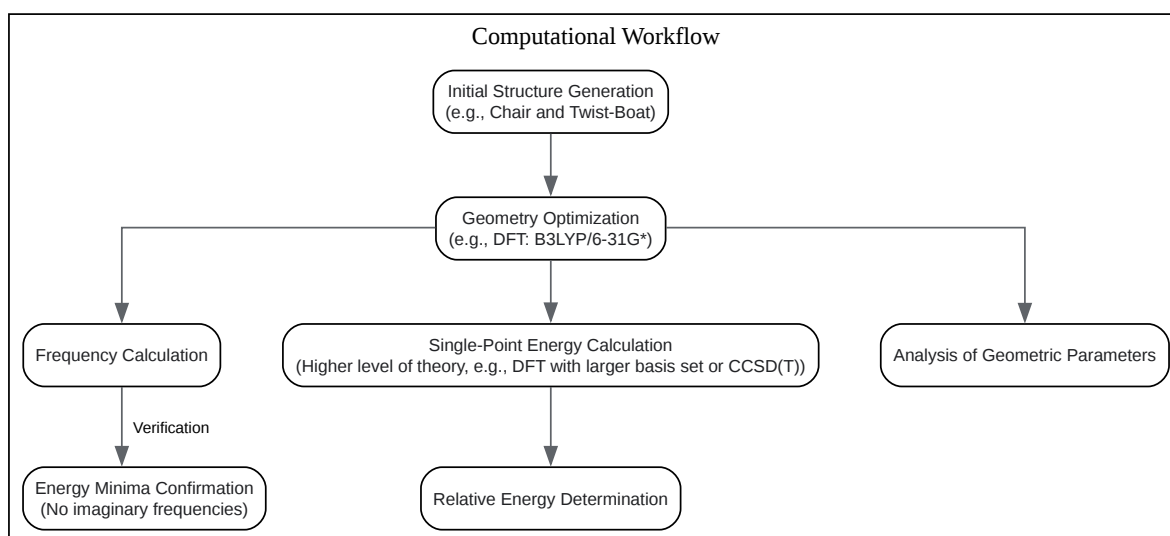 Computational Workflow
Initial Structure Generation
(e.g., Chair and Twist-Boat)
Geometry Optimization
(e.g., DFT: B3LYP/6-31G*)
Frequency Calculation
Single-Point Energy Calculation
(Higher level of theory, e.g., DFT with larger basis set or CCSD(T))
Analysis of Geometric Parameters
Verification
Energy Minima Confirmation
(No imaginary frequencies)
Relative Energy Determination